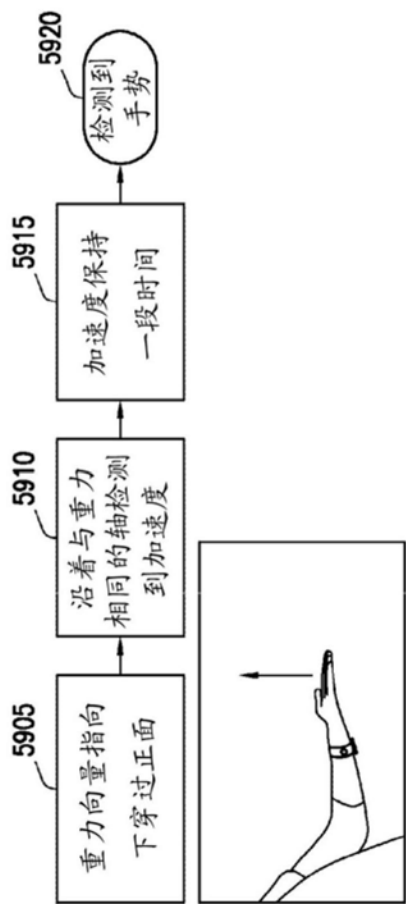 5905
重力向量指向
下穿过正面
5910
沿着与重力
相同的轴检测
到加速度
5915
加速度保持
一段时间
5920
检测到
手势